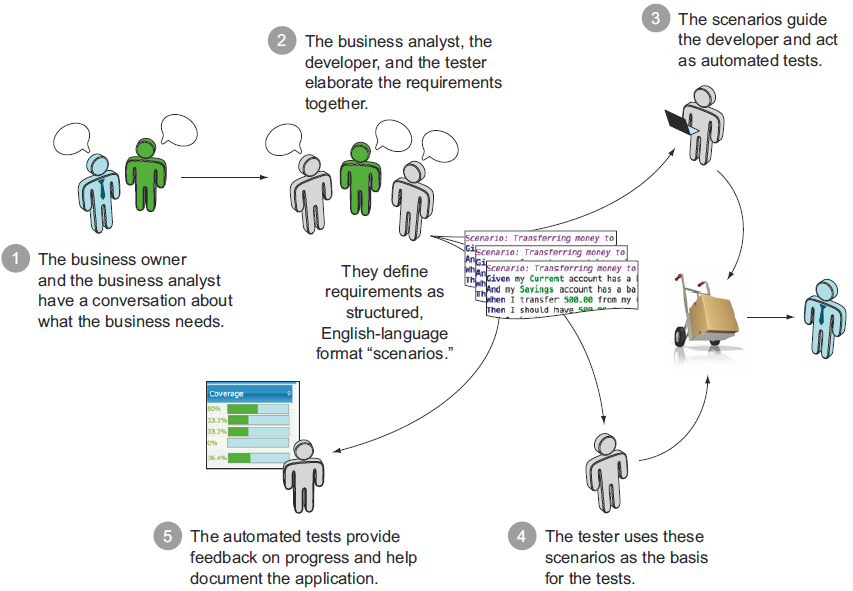 1
The business owner
and the business analyst
have a conversation about
what the business needs.
2
The business analyst, the
developer, and the tester
elaborate the requirements
together.
They define
requirements as
structured,
English-language
format “scenarios.”
Scenario: Transferring money to
Scenario: Transferring money to
Scenario: Transferring money to
Given my Current account has a
And my Savings account has a ba
When I transfer 500.00 from my
Then I should have 500.00
3
The scenarios guide
the developer and act
as automated tests.
4
The tester uses these
scenarios as the basis
for the tests.
Coverage
50%
33.3%
33.3%
0%
36.4%
5
The automated tests provide
feedback on progress and help
document the application.